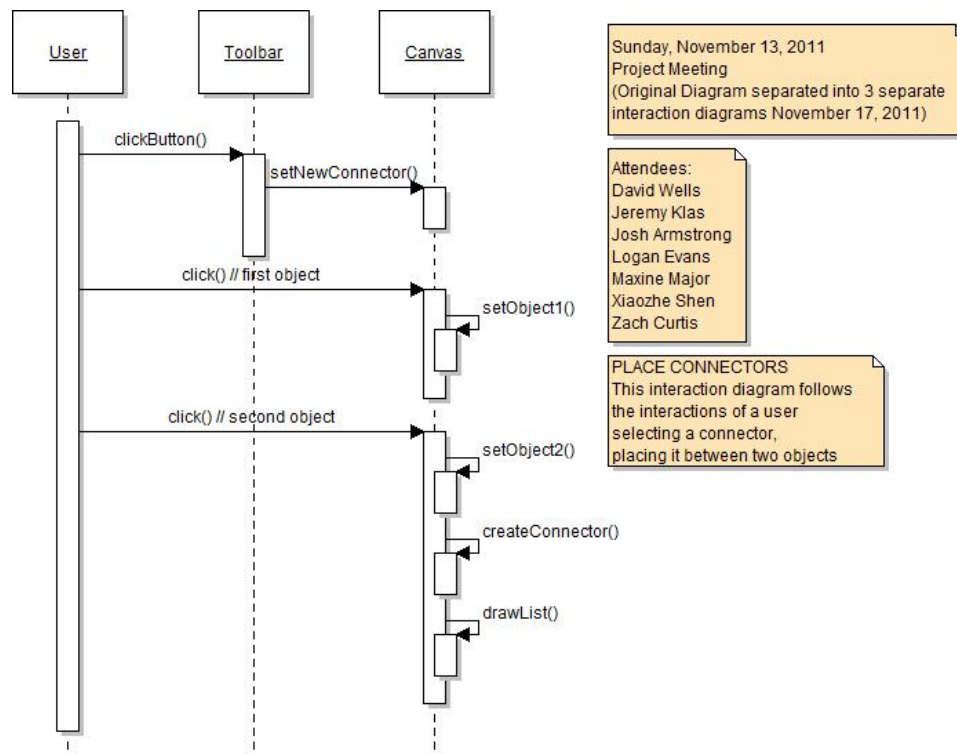 User
Toolbar
Canvas
clickButton()
setNewConnector()
click() // first object
setObject1()
click() // second object
setObject2()
createConnector()
drawList()
Sunday, November 13, 2011
Project Meeting
(Original Diagram separated into 3 separate
interaction diagrams November 17, 2011)
Attendees:
David Wells
Jeremy Klas
Josh Armstrong
Logan Evans
Maxine Major
Xiaozhe Shen
Zach Curtis
PLACE CONNECTORS
This interaction diagram follows
the interactions of a user
selecting a connector,
placing it between two objects